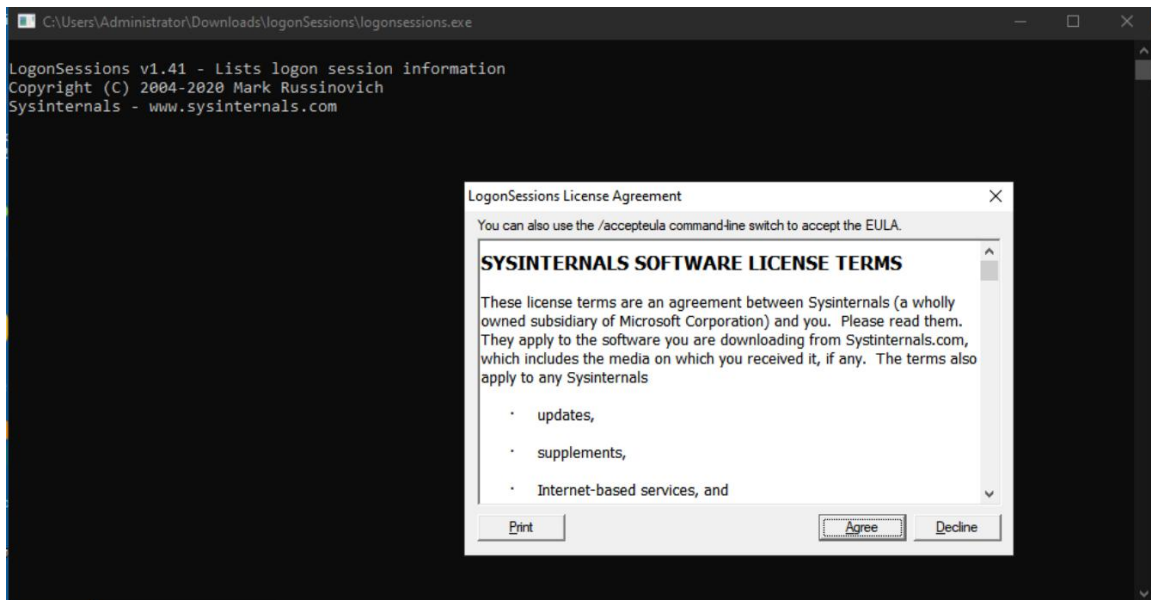 C:\Users\Administrator\Downloads\logonSessions\logonsessions.exe
LogonSessions v1.41 - Lists logon session information
Copyright (C) 2004-2020 Mark Russinovich
Sysinternals - www.sysinternals.com
LogonSessions License Agreement
You can also use the /accepteula command-line switch to accept the EULA.
SYSINTERNALS SOFTWARE LICENSE TERMS
These license terms are an agreement between Sysinternals (a wholly
owned subsidiary of Microsoft Corporation) and you.  Please read them.
They apply to the software you are downloading from Systinternals.com,
which includes the media on which you received it, if any.  The terms also
apply to any Sysinternals
· updates,
· supplements,
· Internet-based services, and
Print Agree Decline